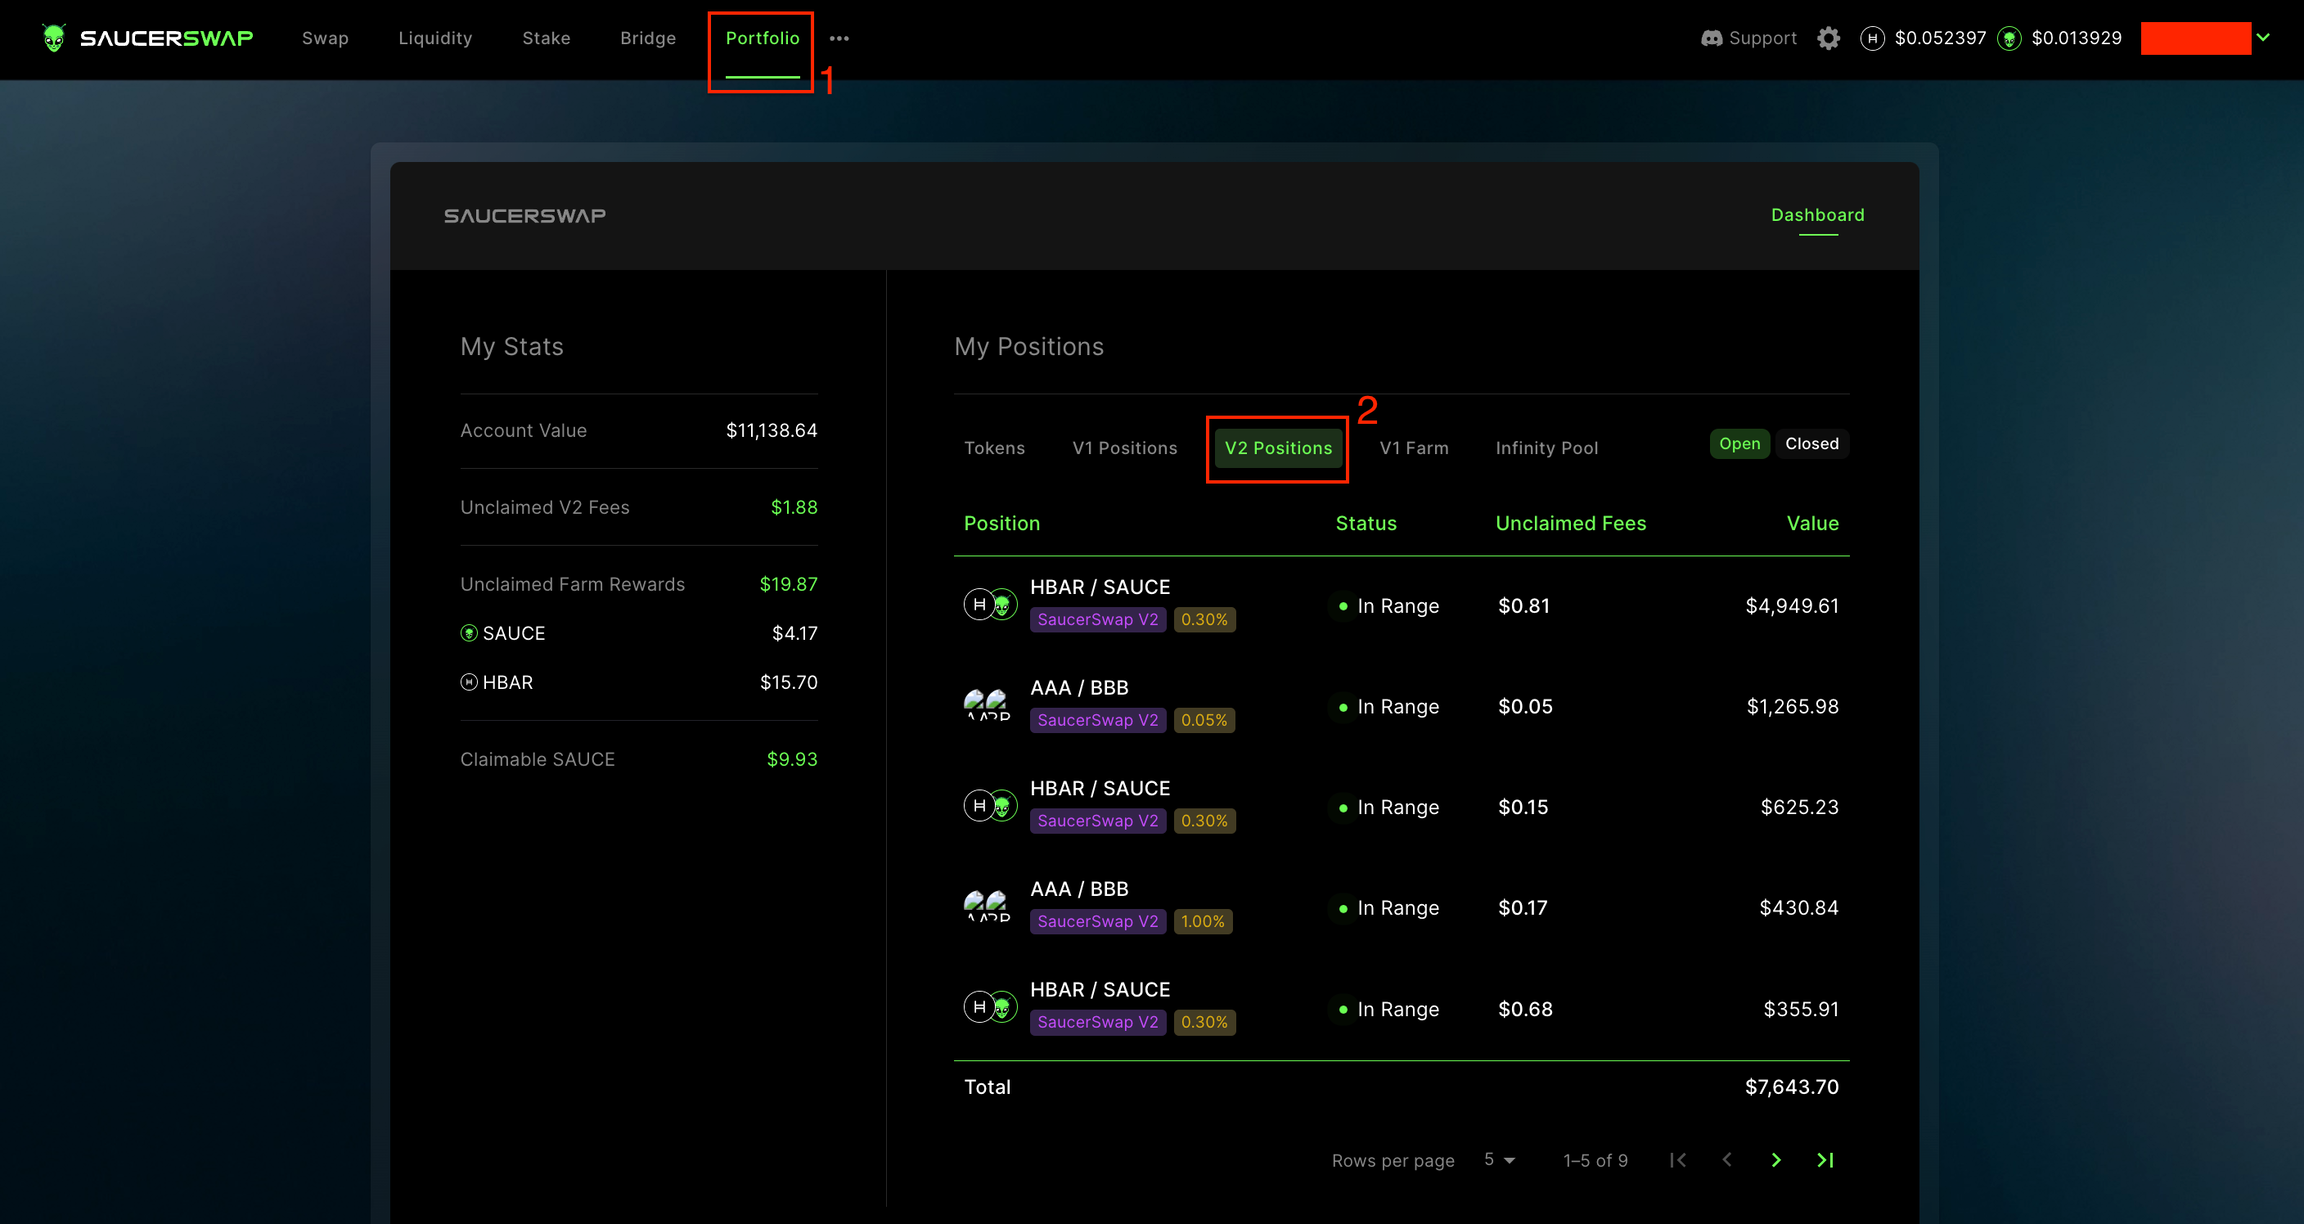 SAUCERSWAP Swap Liquidity Stake Bridge Portfolio ••• Support $0.052397 $0.013929
1
SAUCERSWAP Dashboard
My Stats
Account Value $11,138.64
Unclaimed V2 Fees $1.88
Unclaimed Farm Rewards $19.87
SAUCE $4.17
HBAR $15.70
Claimable SAUCE $9.93
My Positions
2
Tokens V1 Positions V2 Positions V1 Farm Infinity Pool Open Closed
Position Status Unclaimed Fees Value
HBAR / SAUCE
SaucerSwap V2 0.30%
In Range $0.81 $4,949.61
AAA / BBB
SaucerSwap V2 0.05%
In Range $0.05 $1,265.98
HBAR / SAUCE
SaucerSwap V2 0.30%
In Range $0.15 $625.23
AAA / BBB
SaucerSwap V2 1.00%
In Range $0.17 $430.84
HBAR / SAUCE
SaucerSwap V2 0.30%
In Range $0.68 $355.91
Total $7,643.70
Rows per page 5 1–5 of 9